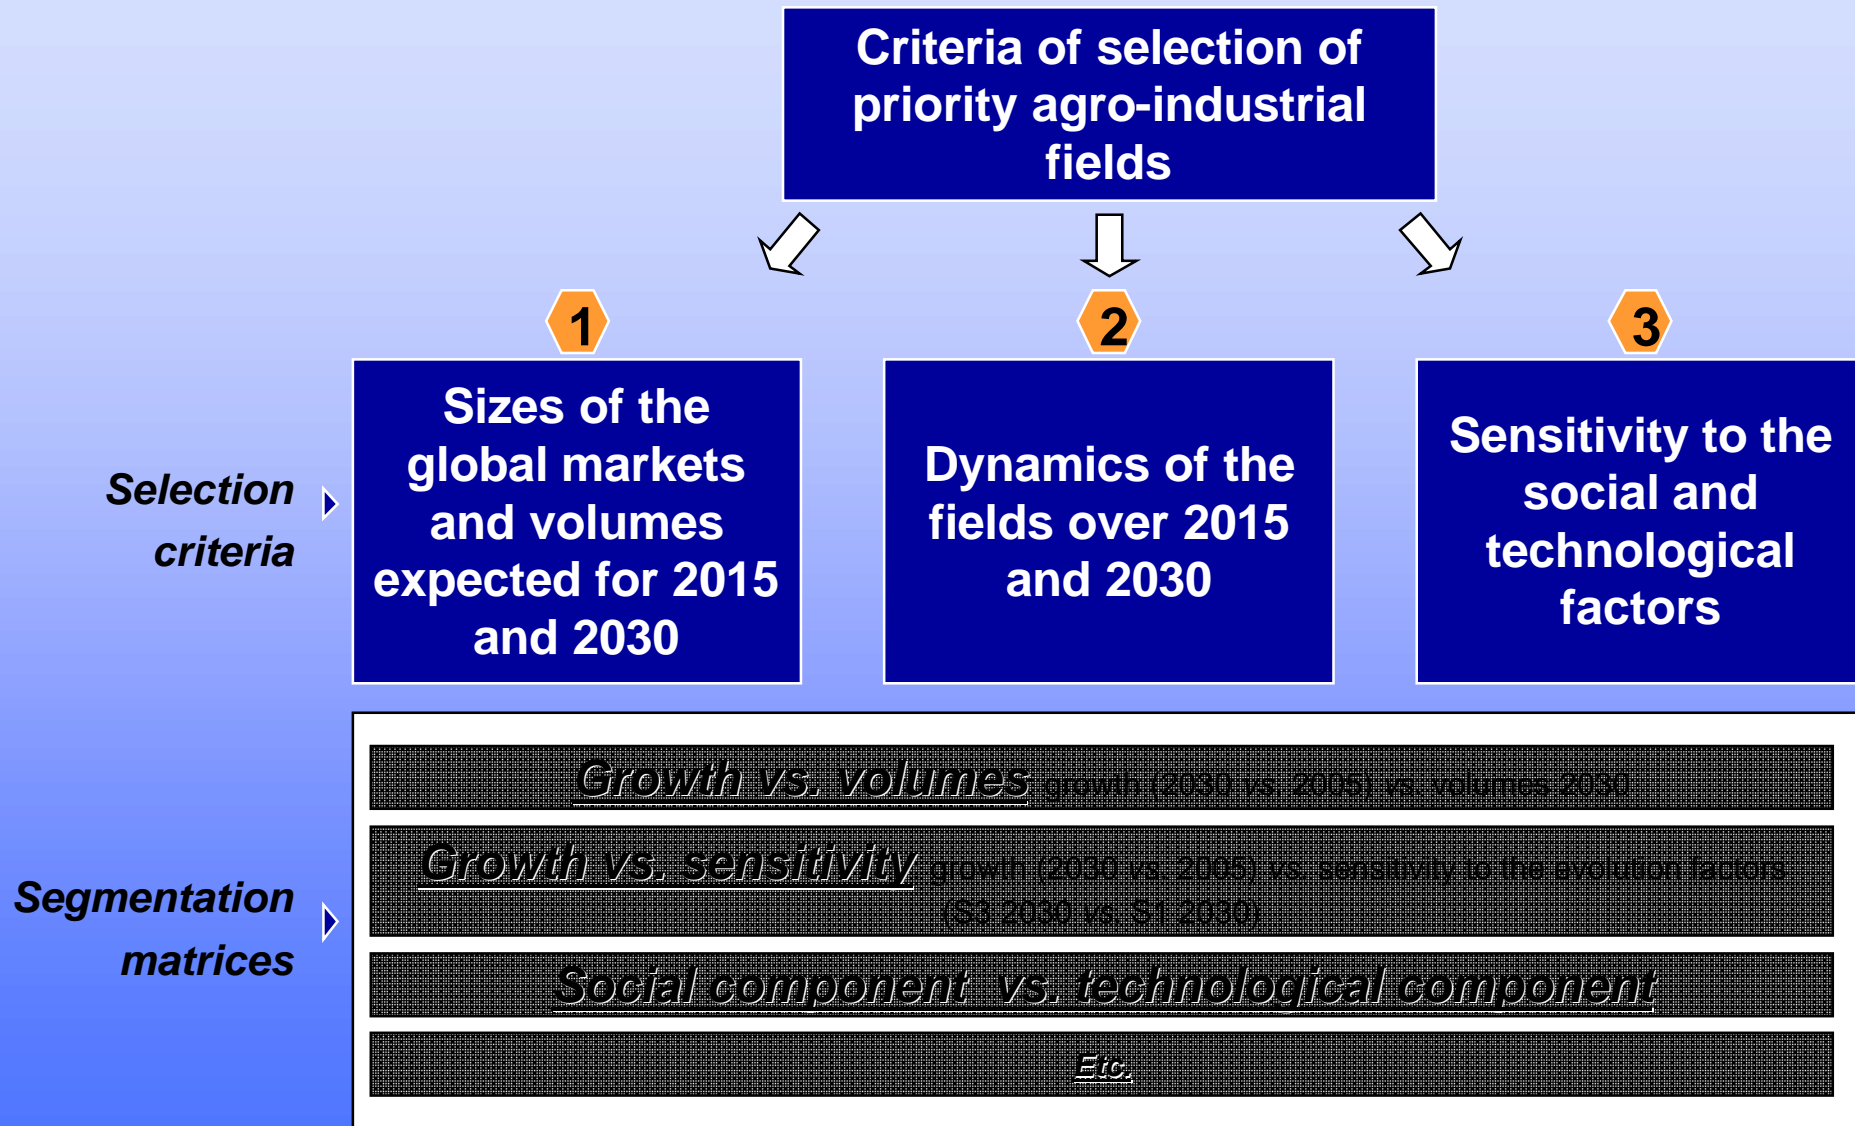 Criteria of selection of
priority agro-industrial
fields
1
2
3
Selection
criteria
Sizes of the
global markets
and volumes
expected for 2015
and 2030
Dynamics of the
fields over 2015
and 2030
Sensitivity to the
social and
technological
factors
Segmentation
matrices
Growth vs. volumes growth (2030 vs. 2005) vs. volumes 2030
Growth vs. sensitivity growth (2030 vs. 2005) vs. sensitivity to the evolution factors
(S3 2030 vs. S1 2030)
Social component vs. technological component
Etc.